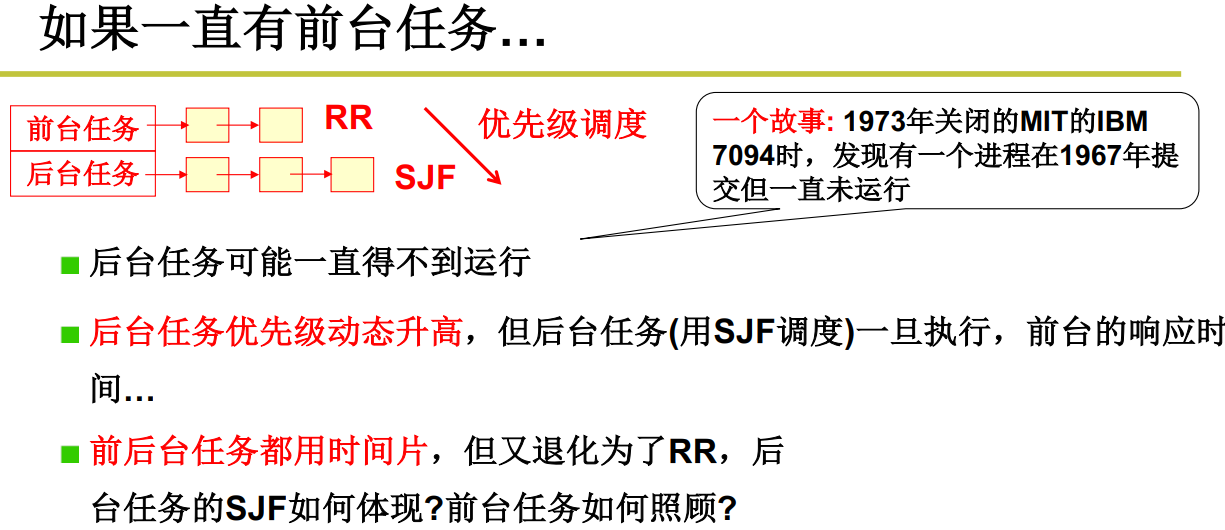 如果一直有前台任务…
前台任务
RR
优先级调度
后台任务
SJF
一个故事: 1973年关闭的MIT的IBM
7094时，发现有一个进程在1967年提
交但一直未运行
后台任务可能一直得不到运行
后台任务优先级动态升高，但后台任务(用SJF调度)一旦执行，前台的响应时
间…
前后台任务都用时间片，但又退化为了RR，后
台任务的SJF如何体现?前台任务如何照顾?